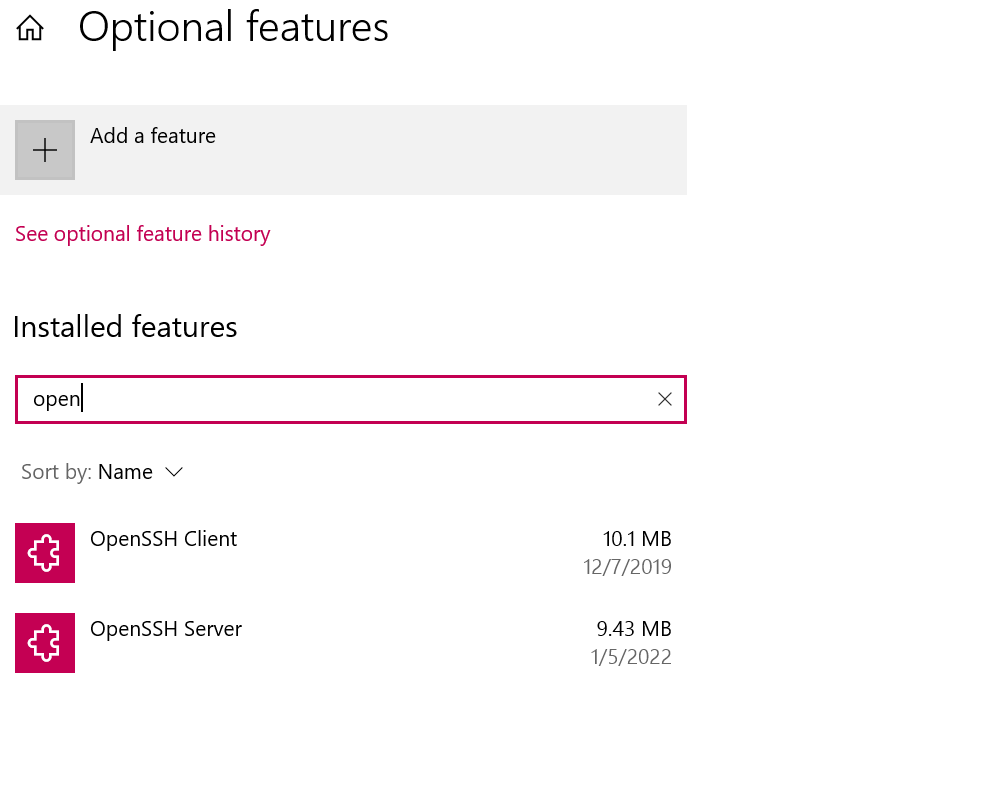 Optional features
Add a feature
See optional feature history
Installed features
open
Sort by: Name
OpenSSH Client
10.1 MB
12/7/2019
OpenSSH Server
9.43 MB
1/5/2022